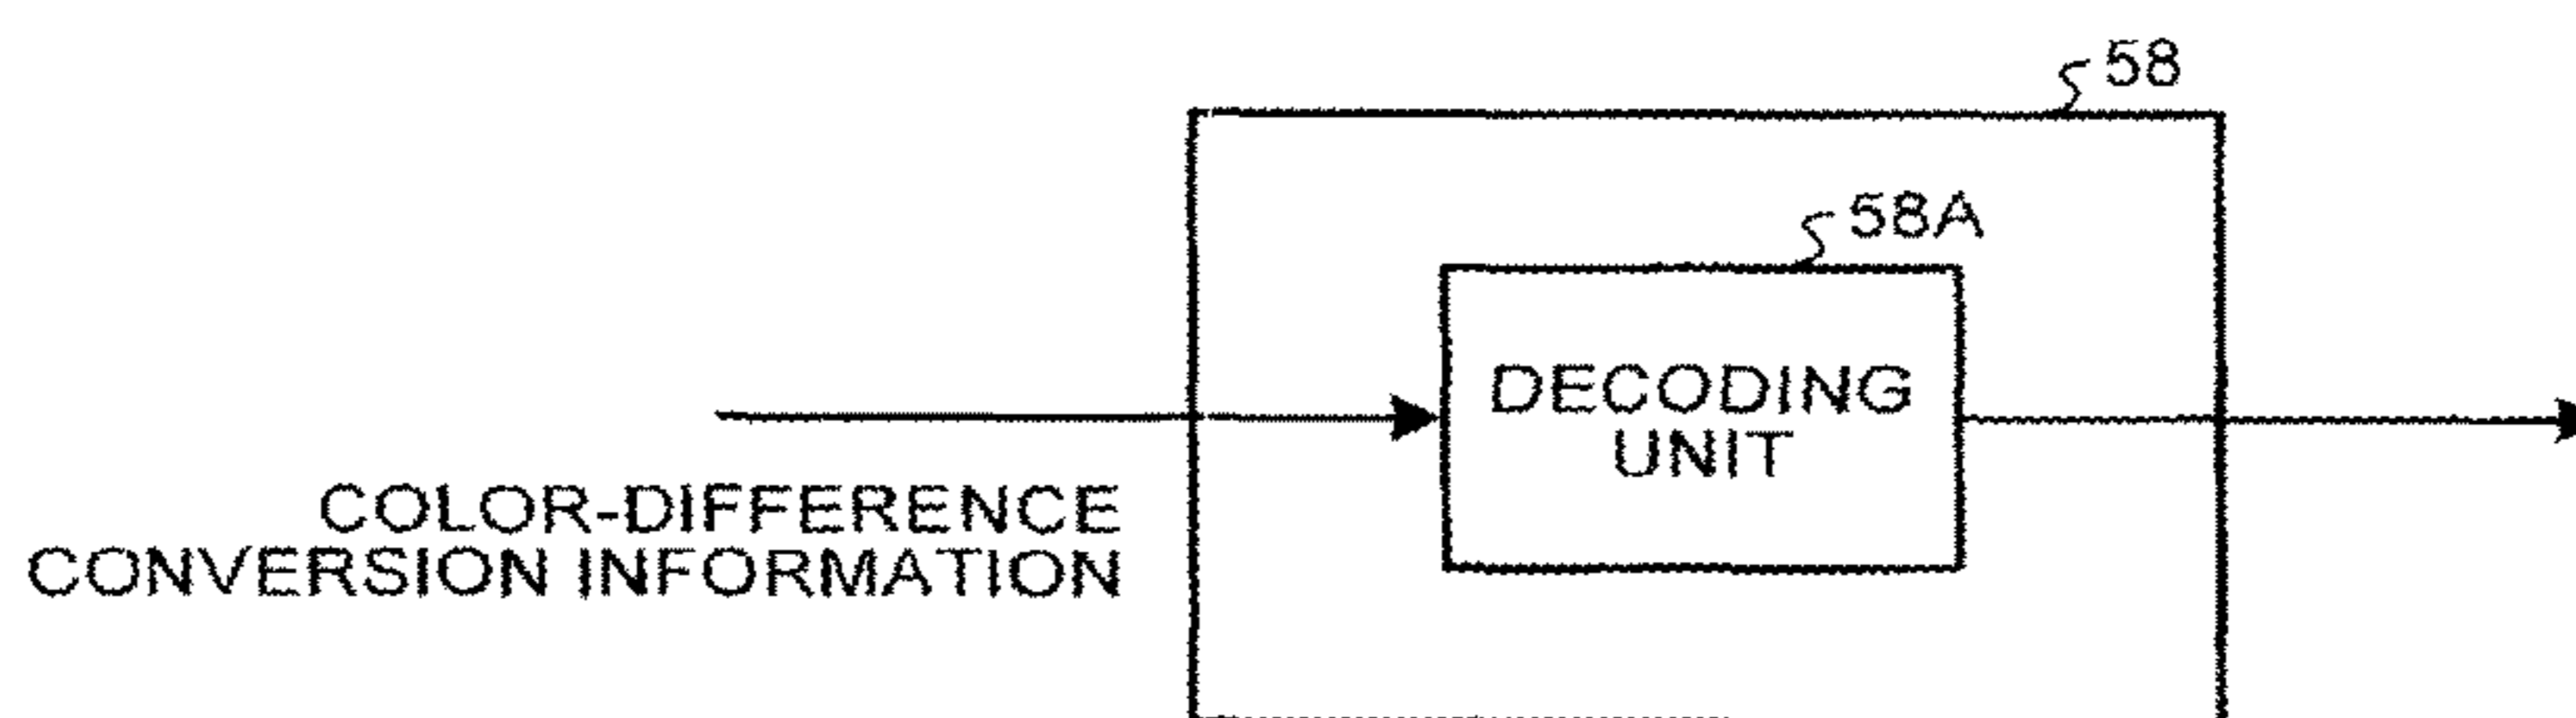 58
58A
DECODING
UNIT
COLOR-DIFFERENCE
CONVERSION INFORMATION